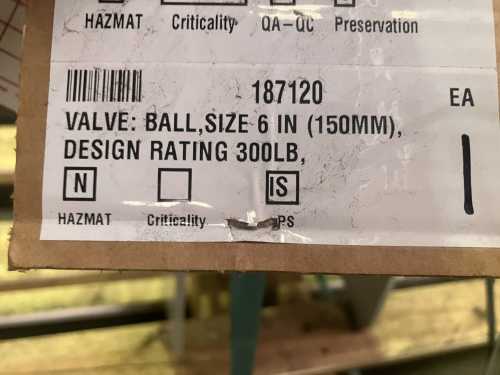 HAZMAT Criticality QA-QC Preservation
187120 EA
VALVE: BALL,SIZE 6 IN (150MM),
DESIGN RATING 300LB,
N IS 1
HAZMAT Criticality PS